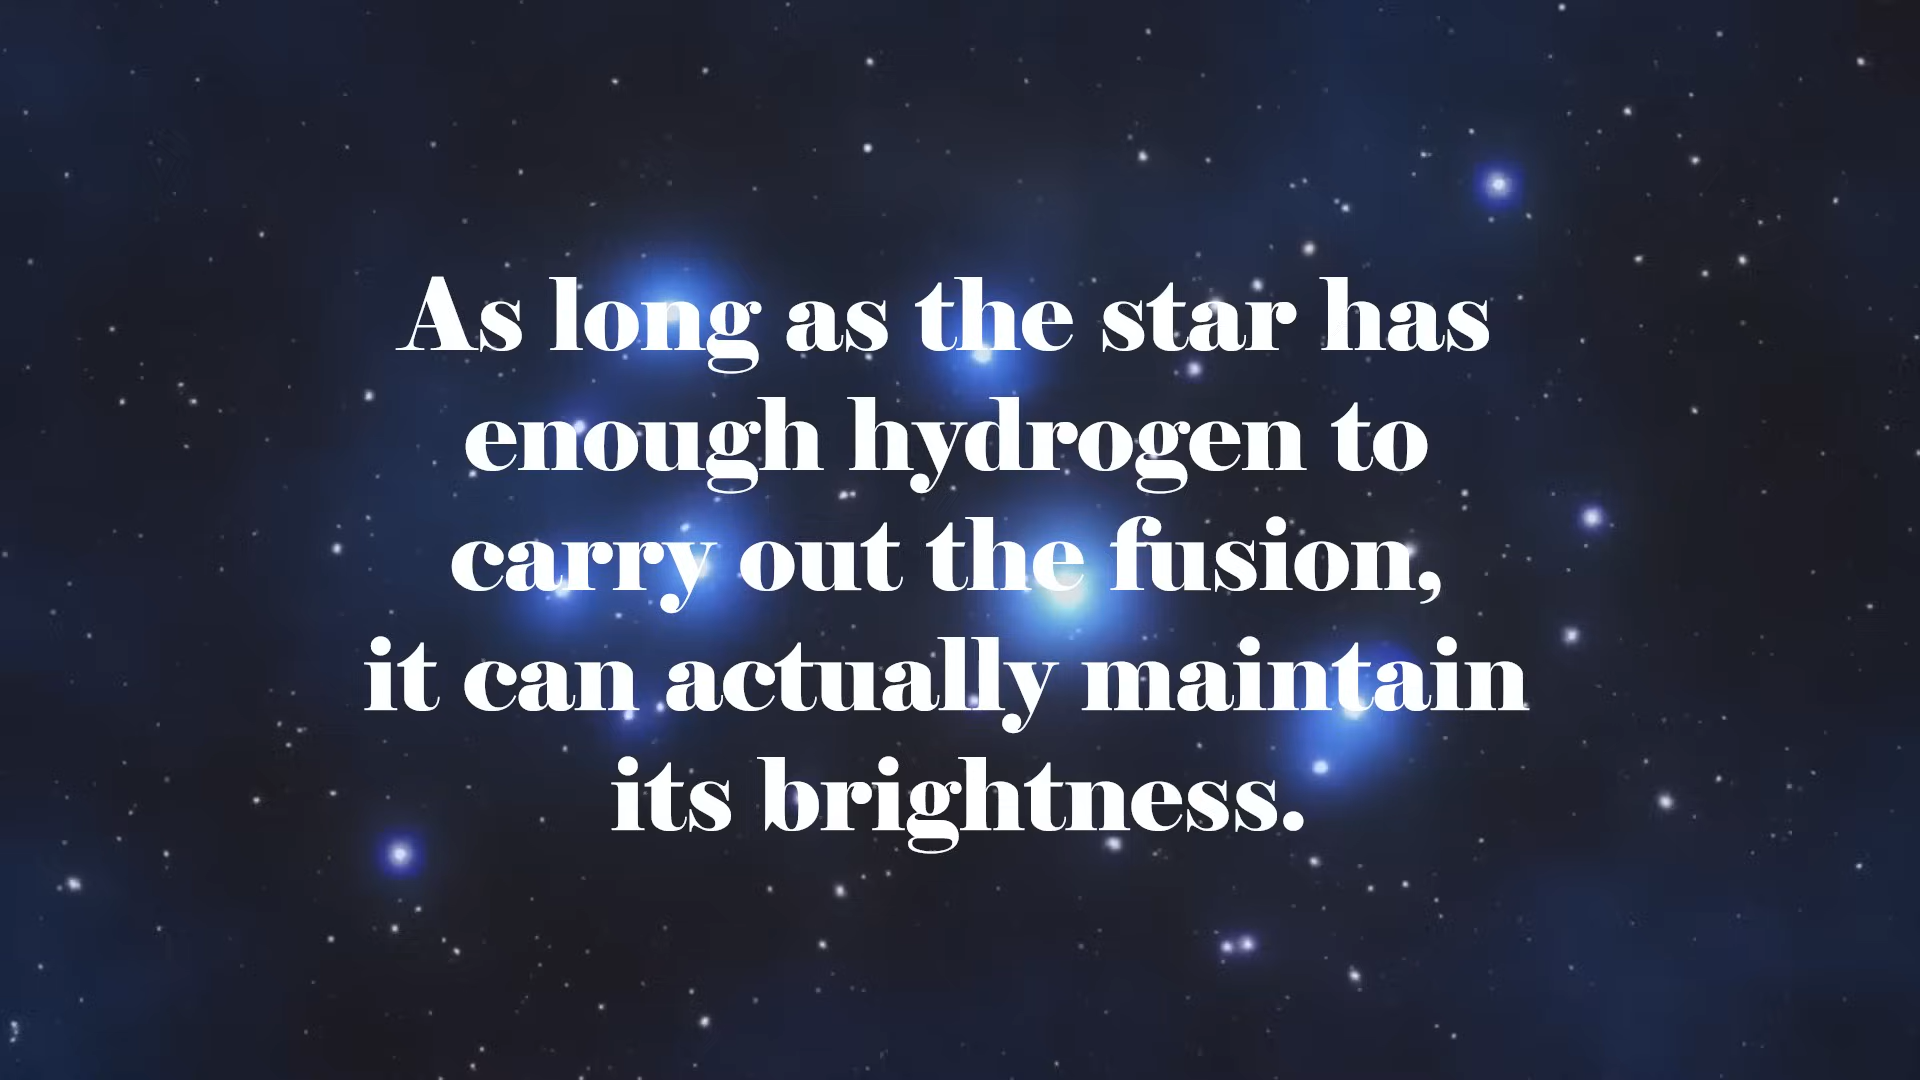 As long as the star has
enough hydrogen to
carry out the fusion,
it can actually maintain
its brightness.